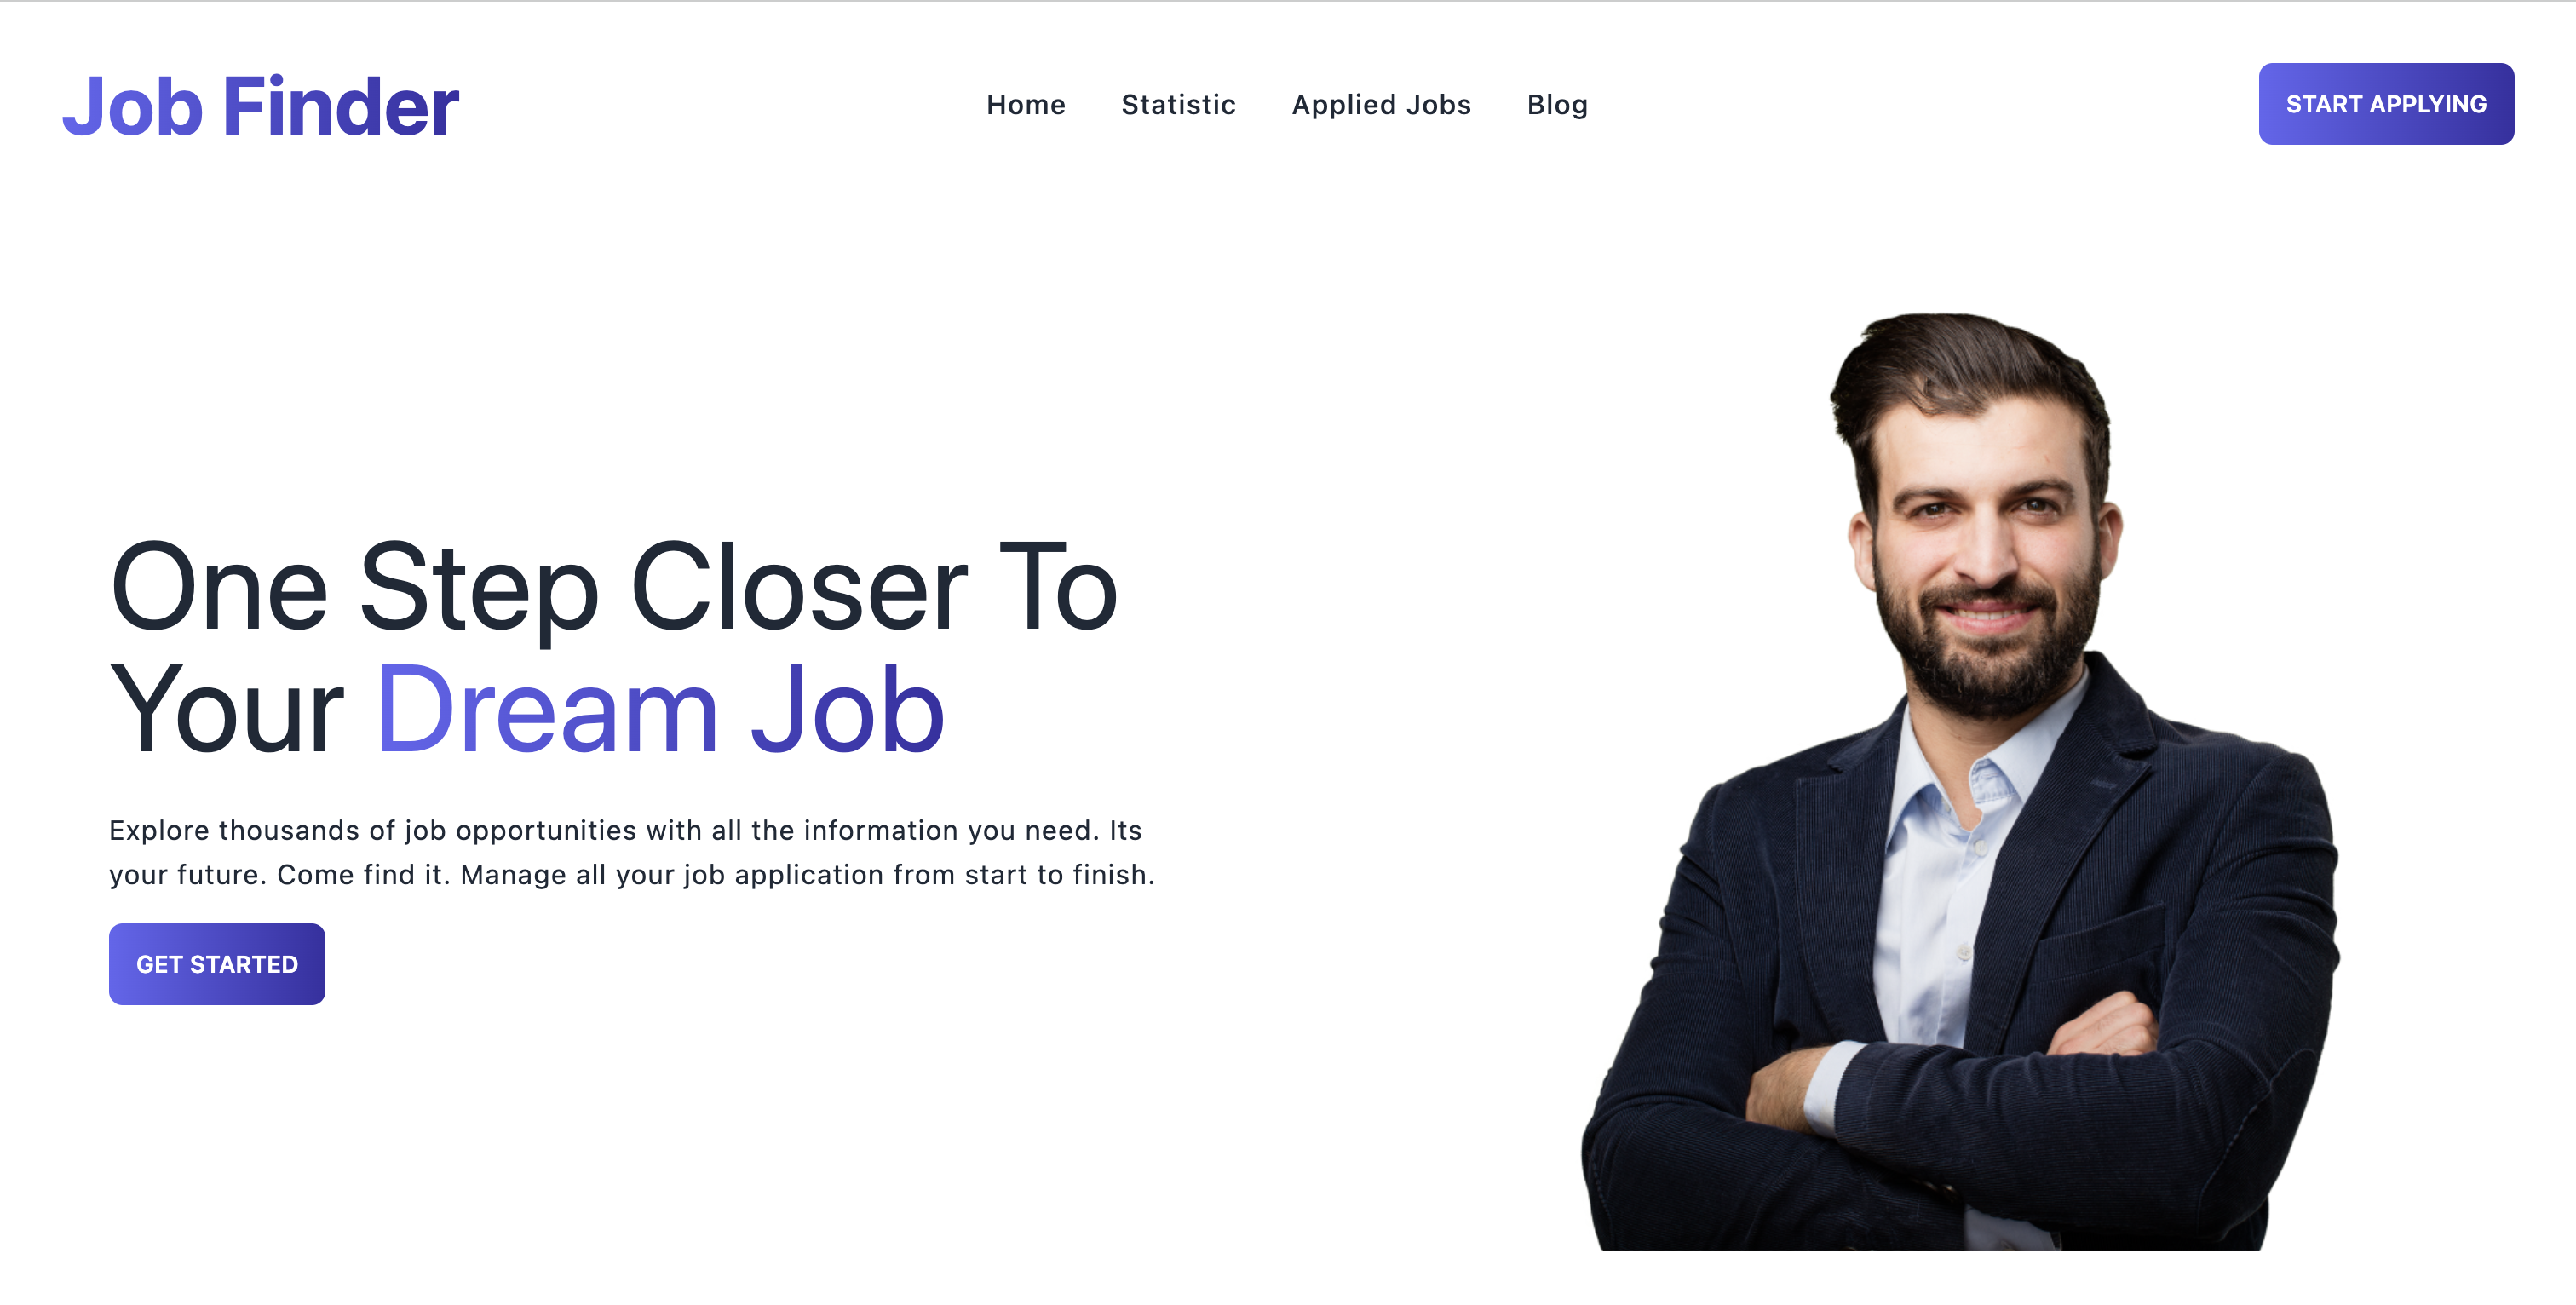 Job Finder
Home Statistic Applied Jobs Blog
START APPLYING
One Step Closer To
Your Dream Job
Explore thousands of job opportunities with all the information you need. Its
your future. Come find it. Manage all your job application from start to finish.
GET STARTED